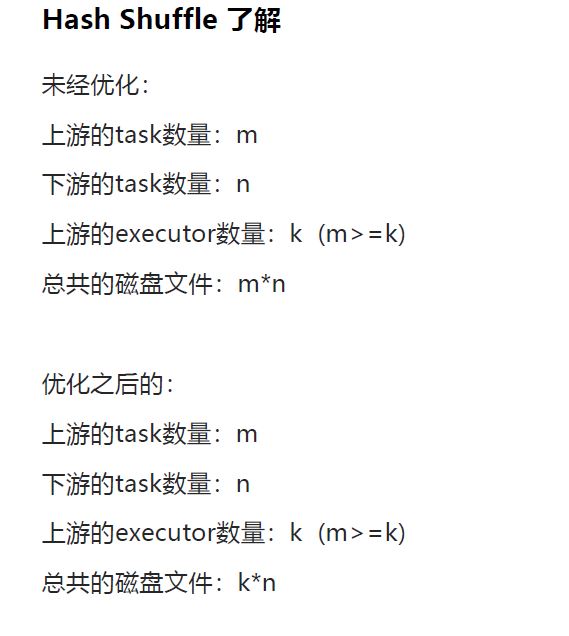 Hash Shuffle 了解
未经优化：
上游的task数量：m
下游的task数量：n
上游的executor数量：k（m>=k）
总共的磁盘文件：m*n
优化之后的：
上游的task数量：m
下游的task数量：n
上游的executor数量：k（m>=k）
总共的磁盘文件：k*n